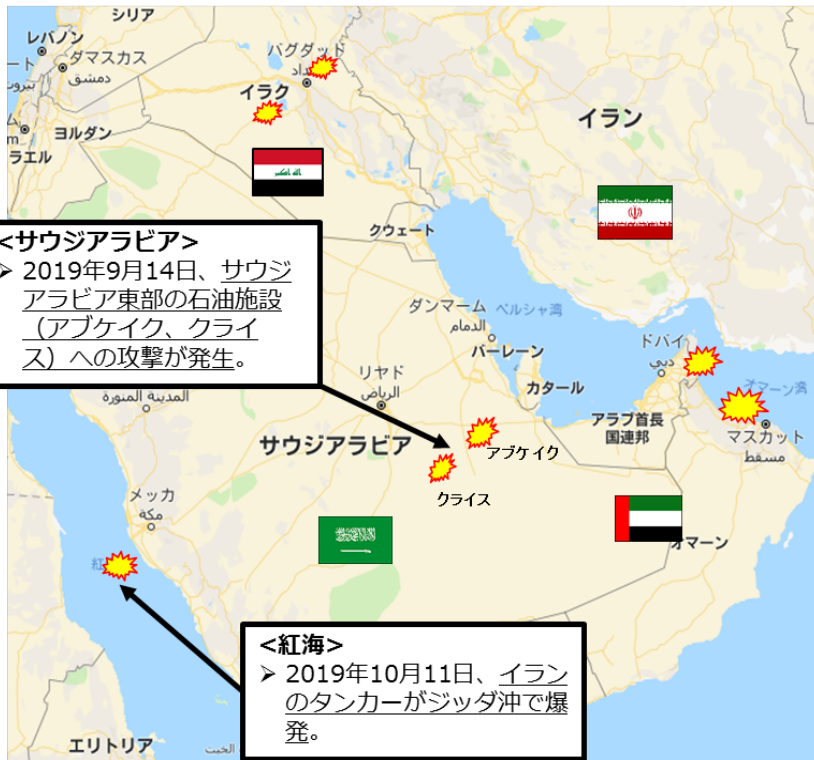 シリア
レバノン
ダマスカス
دمشق
バグダッド
イラク
ヨルダン
ラエル
イラン
クウェート
<サウジアラビア>
➢ 2019年9月14日、サウジ
アラビア東部の石油施設
（アブケイク、クライ
ス）への攻撃が発生。
ダンマーム
الدمام
ペルシャ湾
バーレーン
ドバイ
دبي
リヤド
الرياض
カタール
オマーン湾
المدينة المنورة
アラブ首長
国連邦
マスカット
مسقط
サウジアラビア
アブケイク
クライス
メッカ
مكة
オマーン
紅
<紅海>
➢ 2019年10月11日、イラン
のタンカーがジッダ沖で爆
発。
エリトリア